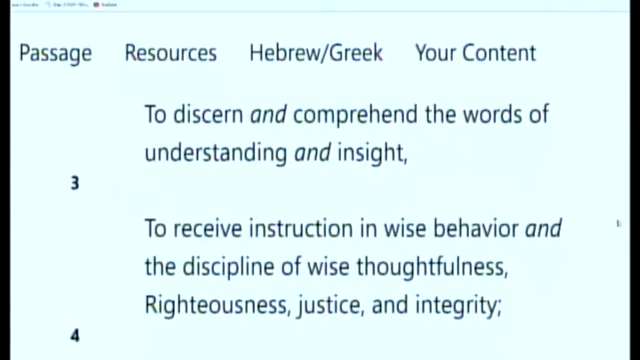 Passage Resources Hebrew/Greek Your Content
To discern and comprehend the words of
understanding and insight,
3
To receive instruction in wise behavior and
the discipline of wise thoughtfulness,
Righteousness, justice, and integrity;
4